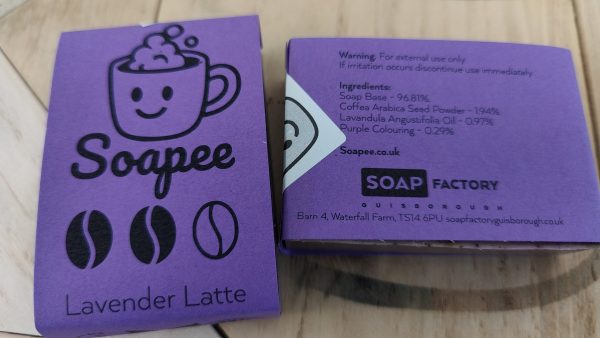 Soapee
Lavender Latte
Warning: For external use only
If irritation occurs discontinue use immediately.
Ingredients:
Soap Base - 96.81%
Coffea Arabica Seed Powder - 1.94%
Lavandula Angustifolia Oil - 0.97%
Purple Colouring - 0.29%
Soapee.co.uk
SOAP FACTORY
GUISBOROUGH
Barn 4, Waterfall Farm, TS14 6PU soapfactoryguisborough.co.uk